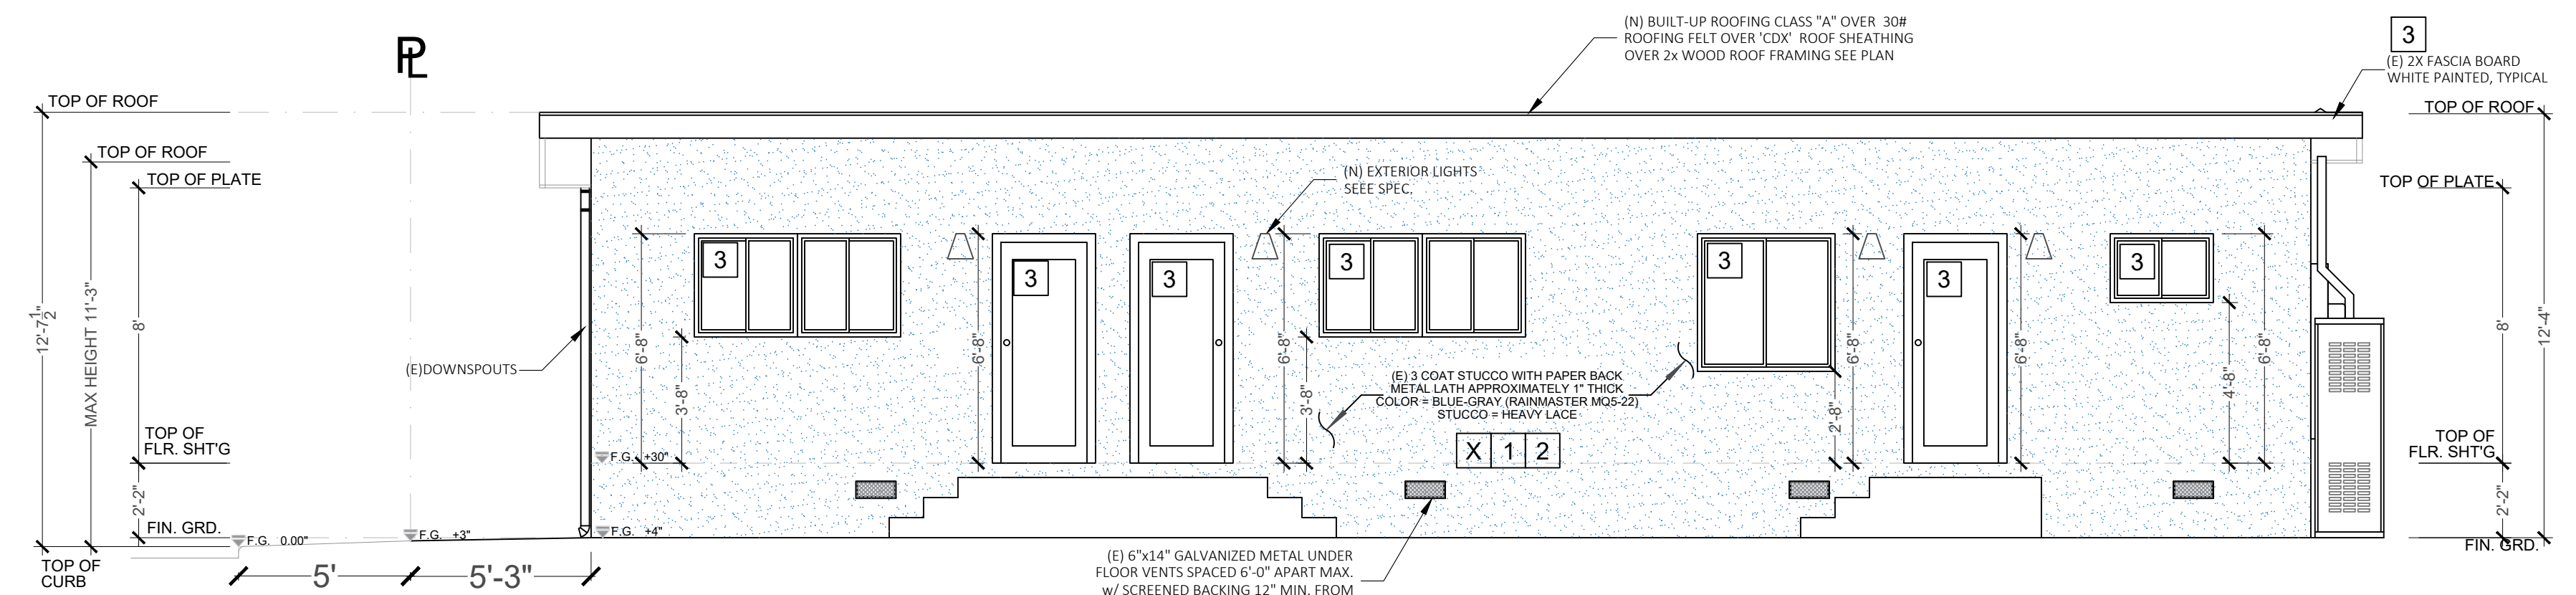 (N) BUILT-UP ROOFING CLASS "A" OVER 30#
ROOFING FELT OVER 'CDX' ROOF SHEATHING
OVER 2x WOOD ROOF FRAMING SEE PLAN
3
(E) 2X FASCIA BOARD
WHITE PAINTED, TYPICAL
PL
TOP OF ROOF
TOP OF ROOF
TOP OF ROOF
TOP OF PLATE
TOP OF PLATE
(N) EXTERIOR LIGHTS
SEEE SPEC.
3
3
3
3
3
3
3
12'-7 1/2"
MAX HEIGHT 11'-3"
8'
2'-2"
(E)DOWNSPOUTS
6'-8"
3'-8"
6'-8"
6'-8"
3'-8"
(E) 3 COAT STUCCO WITH PAPER BACK
METAL LATH APPROXIMATELY 1" THICK
COLOR = BLUE-GRAY (RAINMASTER MQ5-22)
STUCCO = HEAVY LACE
X 1 2
2'-8"
6'-8"
6'-8"
4'-8"
6'-8"
8'
12'-4"
2'-2"
TOP OF
FLR. SHT'G
TOP OF
FLR. SHT'G
F.G. +30"
FIN. GRD.
F.G. 0.00"
F.G. +3"
F.G. +4"
FIN. GRD.
TOP OF
CURB
5'
5'-3"
(E) 6"x14" GALVANIZED METAL UNDER
FLOOR VENTS SPACED 6'-0" APART MAX.
w/ SCREENED BACKING 12" MIN. FROM